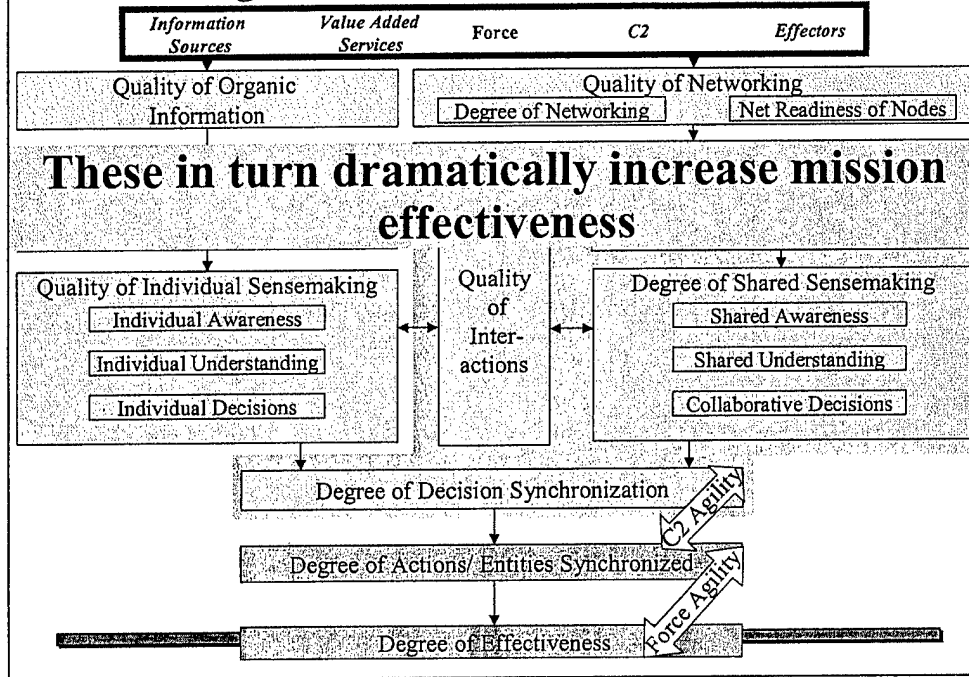 Information
Sources
Value Added
Services
Force
C2
Effectors
Quality of Organic
Information
Quality of Networking
Degree of Networking
Net Readiness of Nodes
These in turn dramatically increase mission
effectiveness
Quality of Individual Sensemaking
Individual Awareness
Individual Understanding
Individual Decisions
Quality
of
Inter-
actions
Degree of Shared Sensemaking
Shared Awareness
Shared Understanding
Collaborative Decisions
Degree of Decision Synchronization
C2 Agility
Degree of Actions/ Entities Synchronized
Force Agility
Degree of Effectiveness